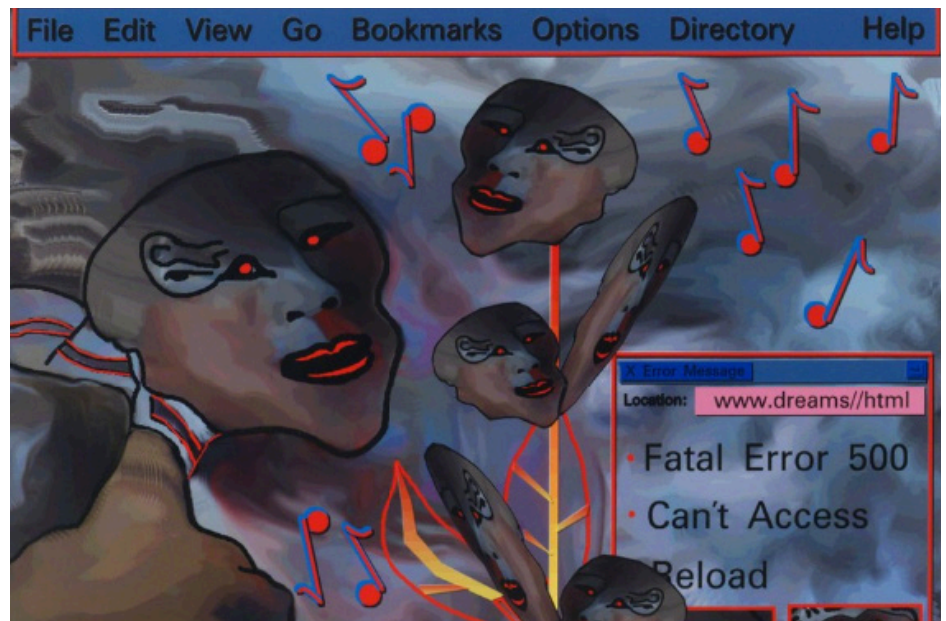 File Edit View Go Bookmarks Options Directory Help
X Error Message
Location: www.dreams//html
• Fatal Error 500
• Can't Access
Reload